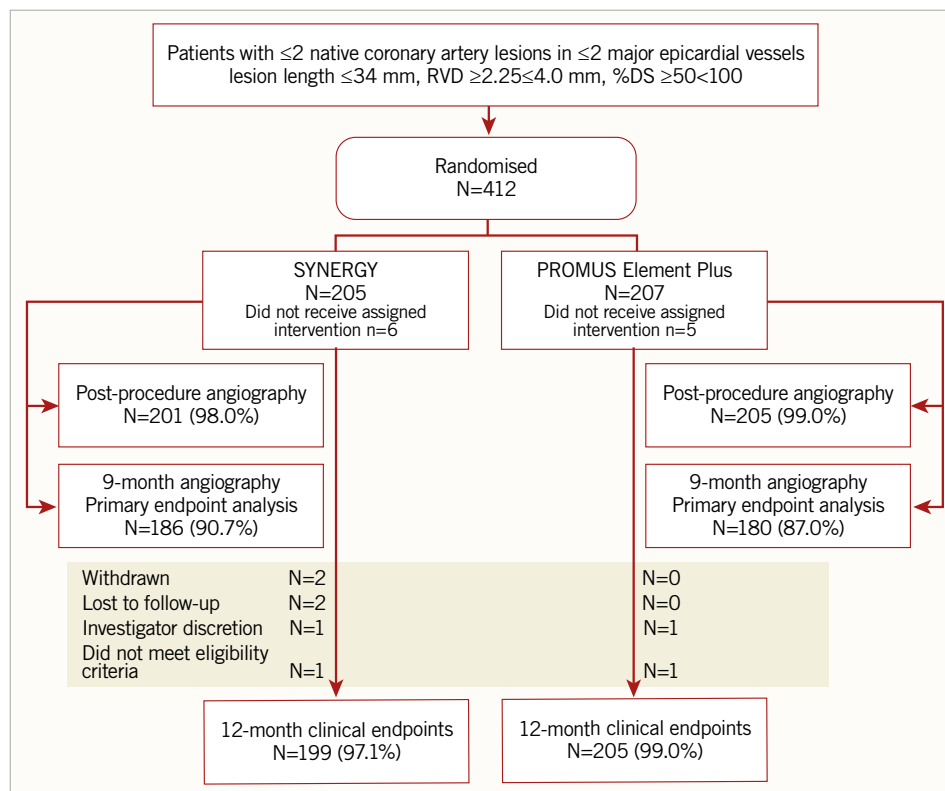 Patients with ≤2 native coronary artery lesions in ≤2 major epicardial vessels
lesion length ≤34 mm, RVD ≥2.25≤4.0 mm, %DS ≥50<100
Randomised
N=412
SYNERGY
N=205
Did not receive assigned
intervention n=6
PROMUS Element Plus
N=207
Did not receive assigned
intervention n=5
Post-procedure angiography
N=201 (98.0%)
Post-procedure angiography
N=205 (99.0%)
9-month angiography
Primary endpoint analysis
N=186 (90.7%)
9-month angiography
Primary endpoint analysis
N=180 (87.0%)
Withdrawn N=2 N=0
Lost to follow-up N=2 N=0
Investigator discretion N=1 N=1
Did not meet eligibility
criteria N=1 N=1
12-month clinical endpoints
N=199 (97.1%)
12-month clinical endpoints
N=205 (99.0%)